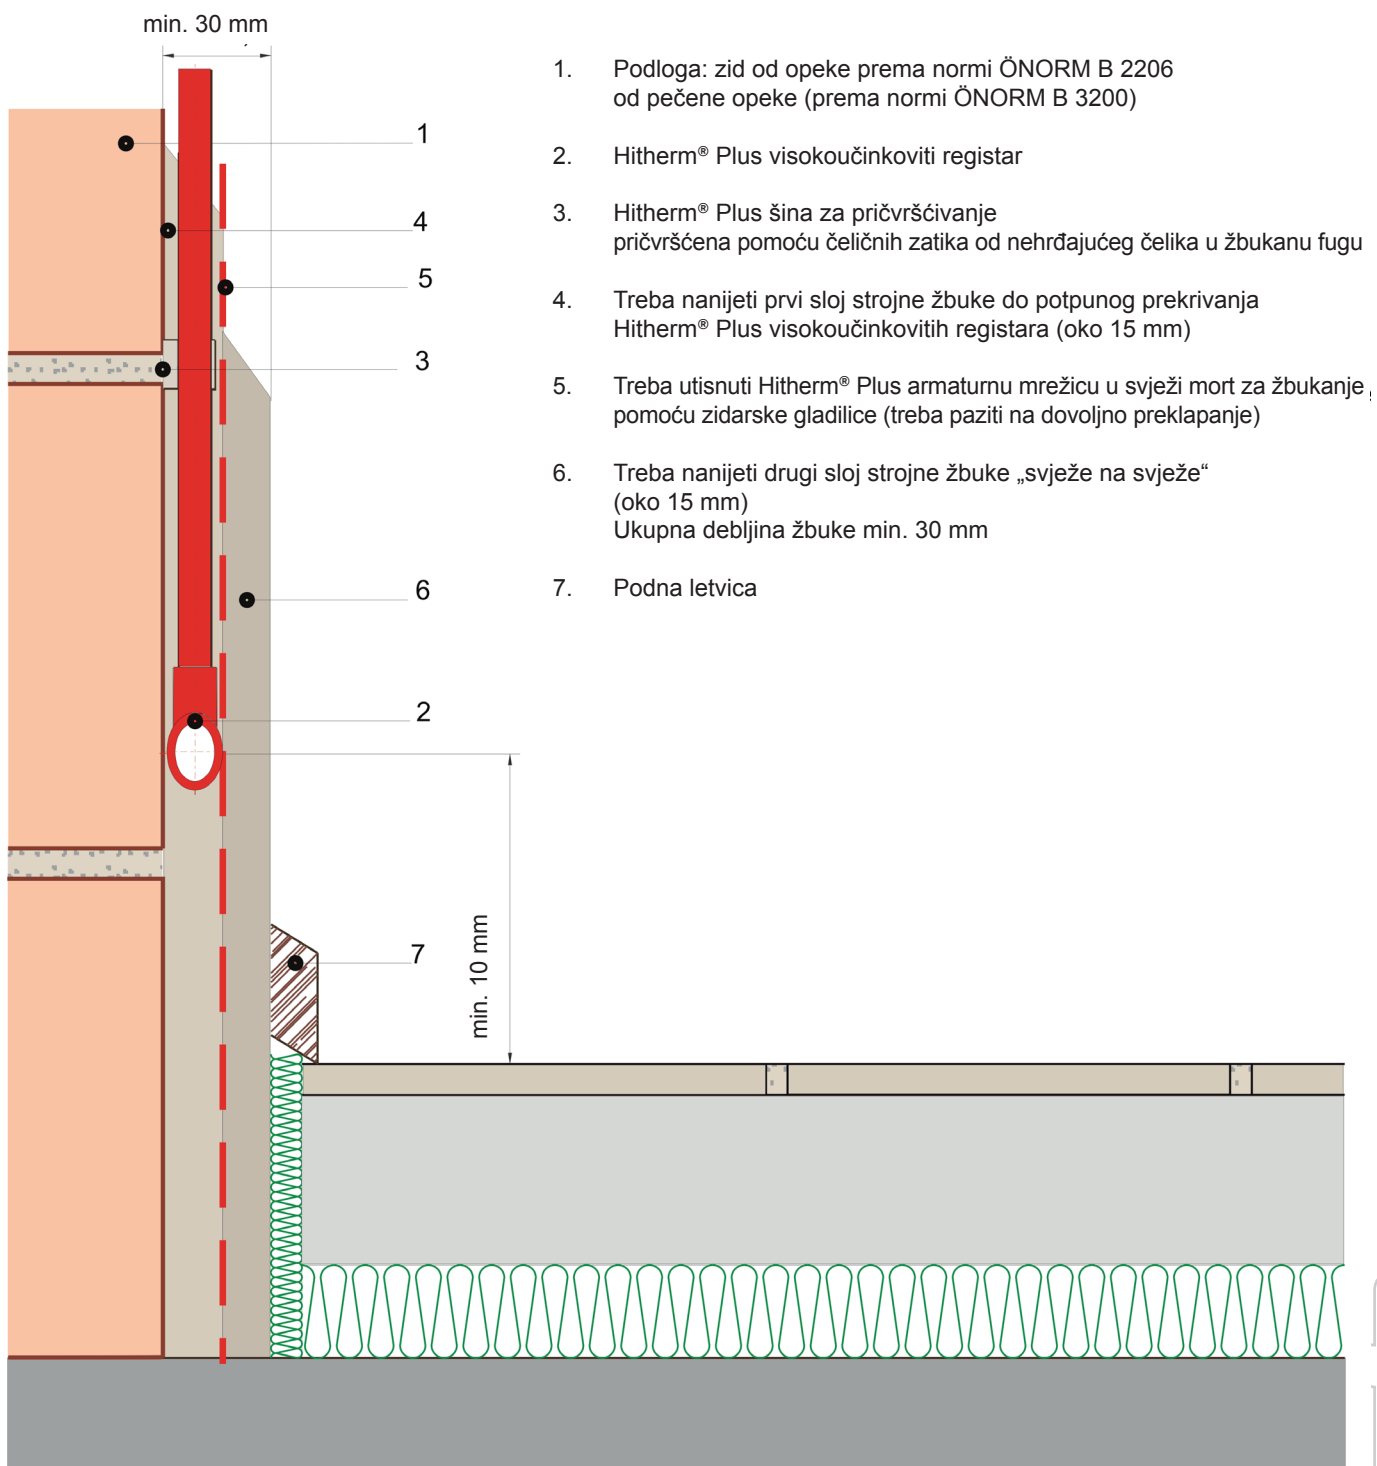 min. 30 mm
1. Podloga: zid od opeke prema normi ÖNORM B 2206
od pečene opeke (prema normi ÖNORM B 3200)
2. Hitherm® Plus visokoučinkoviti registar
3. Hitherm® Plus šina za pričvršćivanje
pričvršćena pomoću čeličnih zatika od nehrđajućeg čelika u žbukanu fugu
4. Treba nanijeti prvi sloj strojne žbuke do potpunog prekrivanja
Hitherm® Plus visokoučinkovitih registara (oko 15 mm)
5. Treba utisnuti Hitherm® Plus armaturnu mrežicu u svježi mort za žbukanje
pomoću zidarske gladilice (treba paziti na dovoljno preklapanje)
6. Treba nanijeti drugi sloj strojne žbuke „svježe na svježe“
(oko 15 mm)
Ukupna debljina žbuke min. 30 mm
7. Podna letvica
1
4
5
3
6
2
7
min. 10 mm